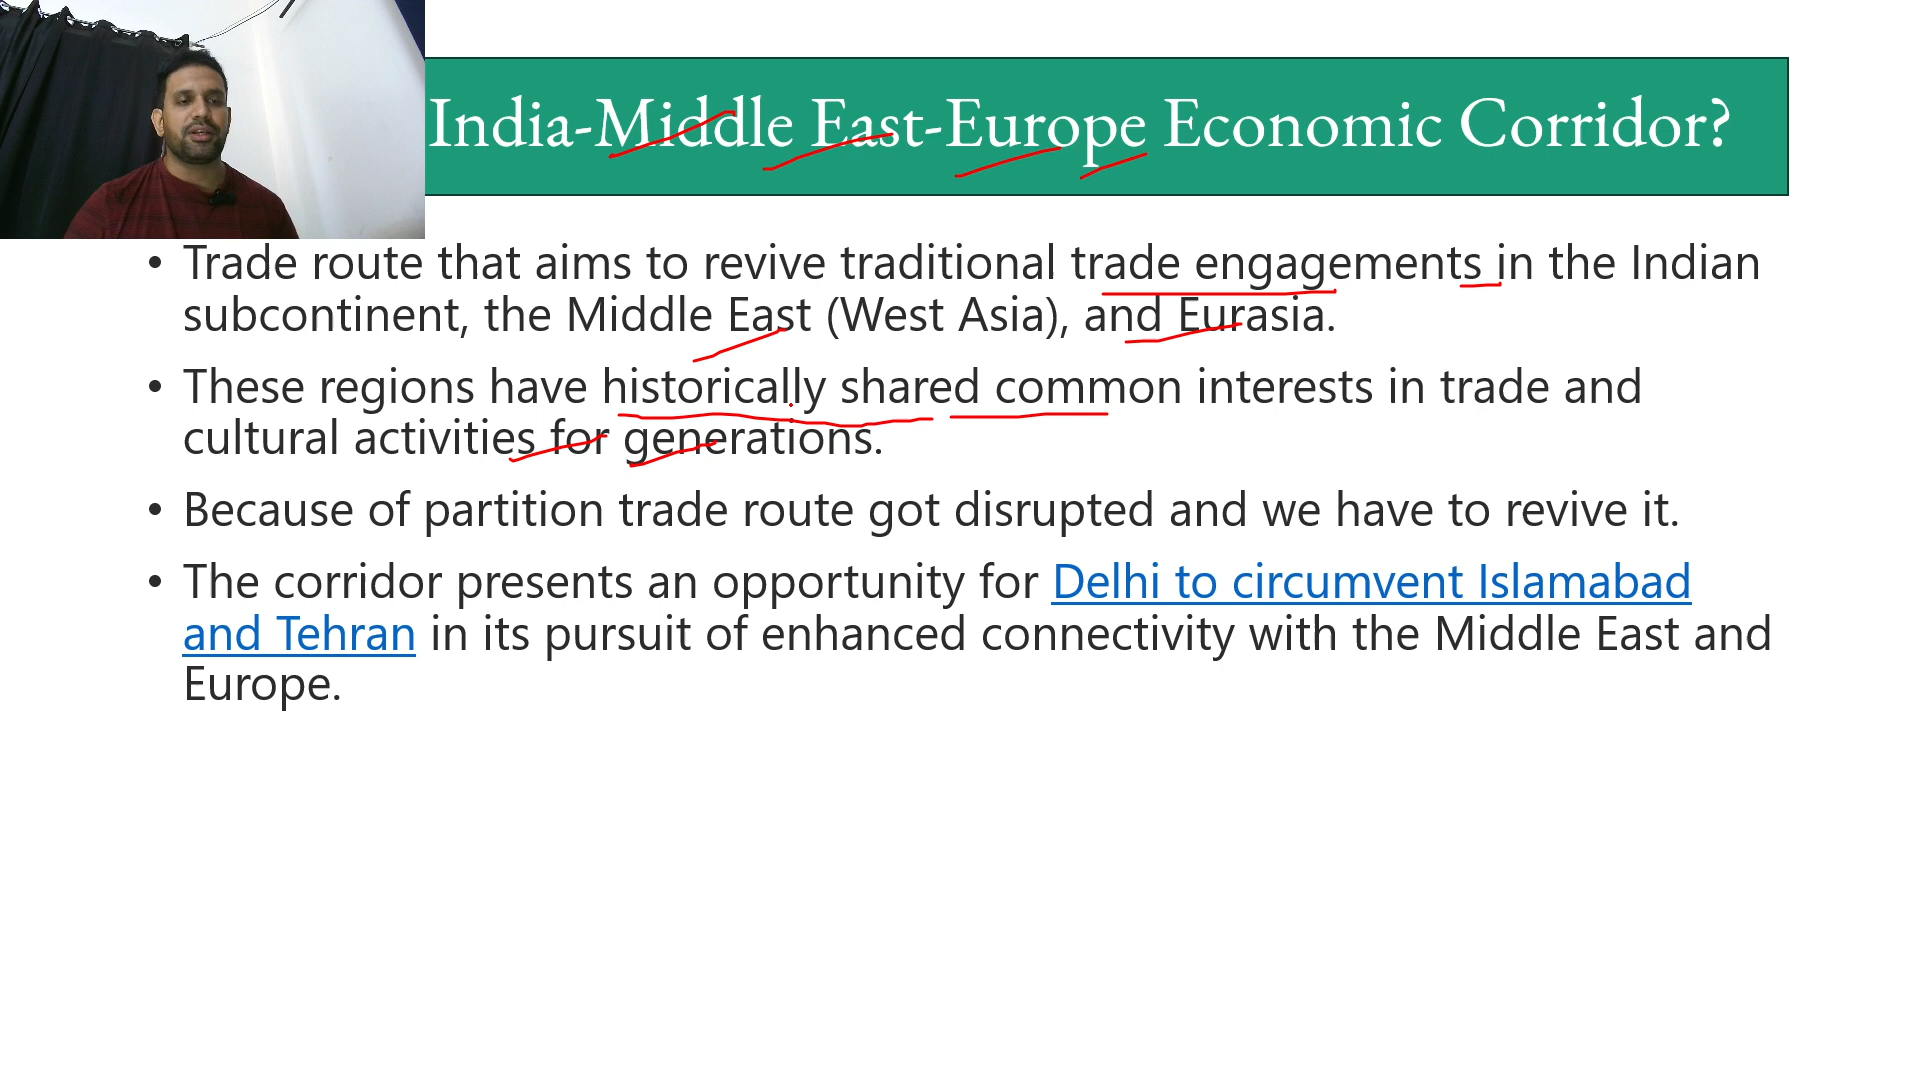 India-Middle East-Europe Economic Corridor?
• Trade route that aims to revive traditional trade engagements in the Indian
subcontinent, the Middle East (West Asia), and Eurasia.
• These regions have historically shared common interests in trade and
cultural activities for generations.
• Because of partition trade route got disrupted and we have to revive it.
• The corridor presents an opportunity for Delhi to circumvent Islamabad
and Tehran in its pursuit of enhanced connectivity with the Middle East and
Europe.